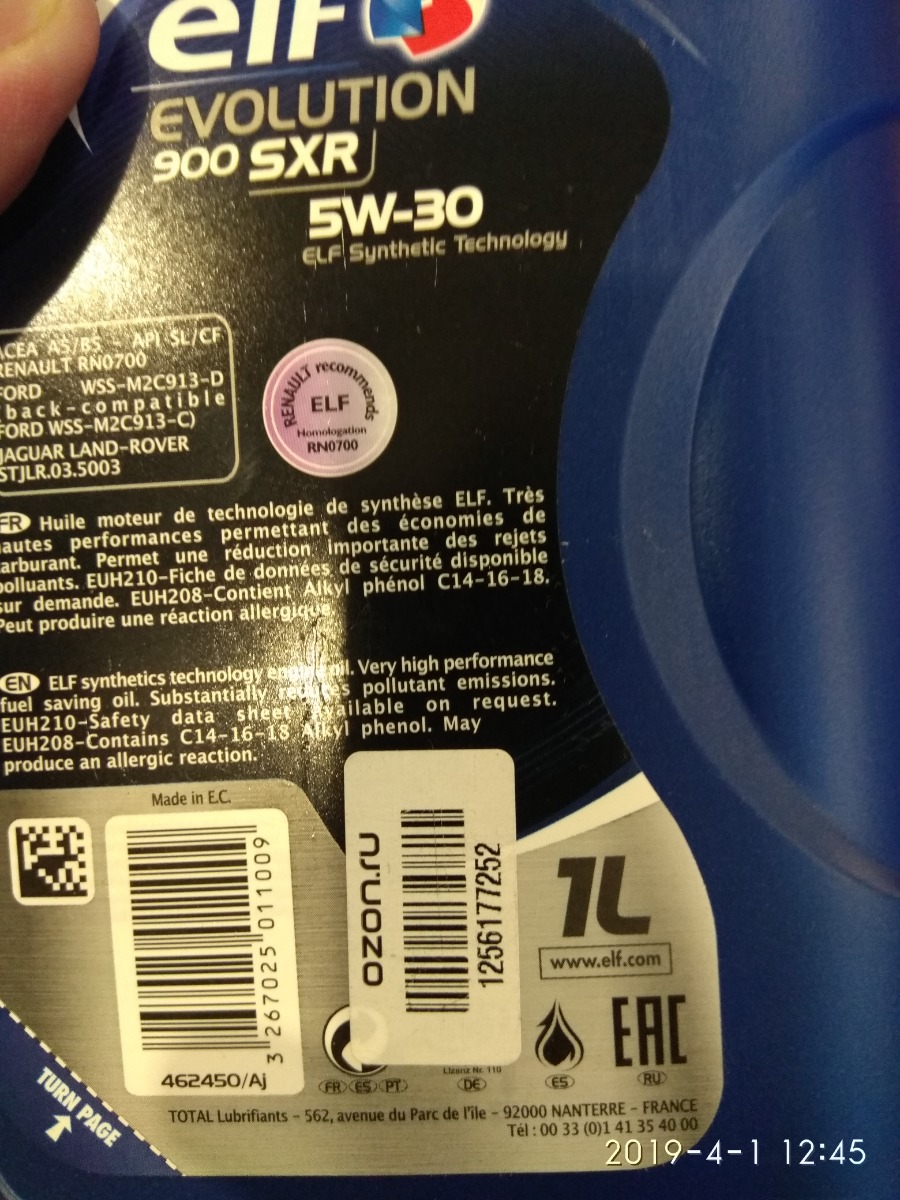 elf
EVOLUTION
900 SXR
5W-30
ELF Synthetic Technology
ACEA A5/B5 - API SL/CF
RENAULT RN0700
FORD WSS-M2C913-D
(back-compatible
FORD WSS-M2C913-C)
JAGUAR LAND-ROVER
STJLR.03.5003
RENAULT recommends
ELF
Homologation
RN0700
FR Huile moteur de technologie de synthèse ELF. Très
hautes performances permettant des économies de
carburant. Permet une réduction importante des rejets
polluants. EUH210-Fiche de données de sécurité disponible
sur demande. EUH208-Contient Alkyl phénol C14-16-18.
Peut produire une réaction allergique.
EN ELF synthetics technology engine oil. Very high performance
fuel saving oil. Substantially reduces pollutant emissions.
EUH210-Safety data sheet available on request.
EUH208-Contains C14-16-18 Alkyl phenol. May
produce an allergic reaction.
Made in E.C.
3 267025 011009
462450/Aj
ozon.ru
1256177252
1L
www.elf.com
EAC
FR ES PT
Lizenz Nr. 110
DE
ES
RU
TURN PAGE
TOTAL Lubrifiants - 562, avenue du Parc de l'île - 92000 NANTERRE - FRANCE
Tél : 00 33 (0)1 41 35 40 00
2019-4-1 12:45